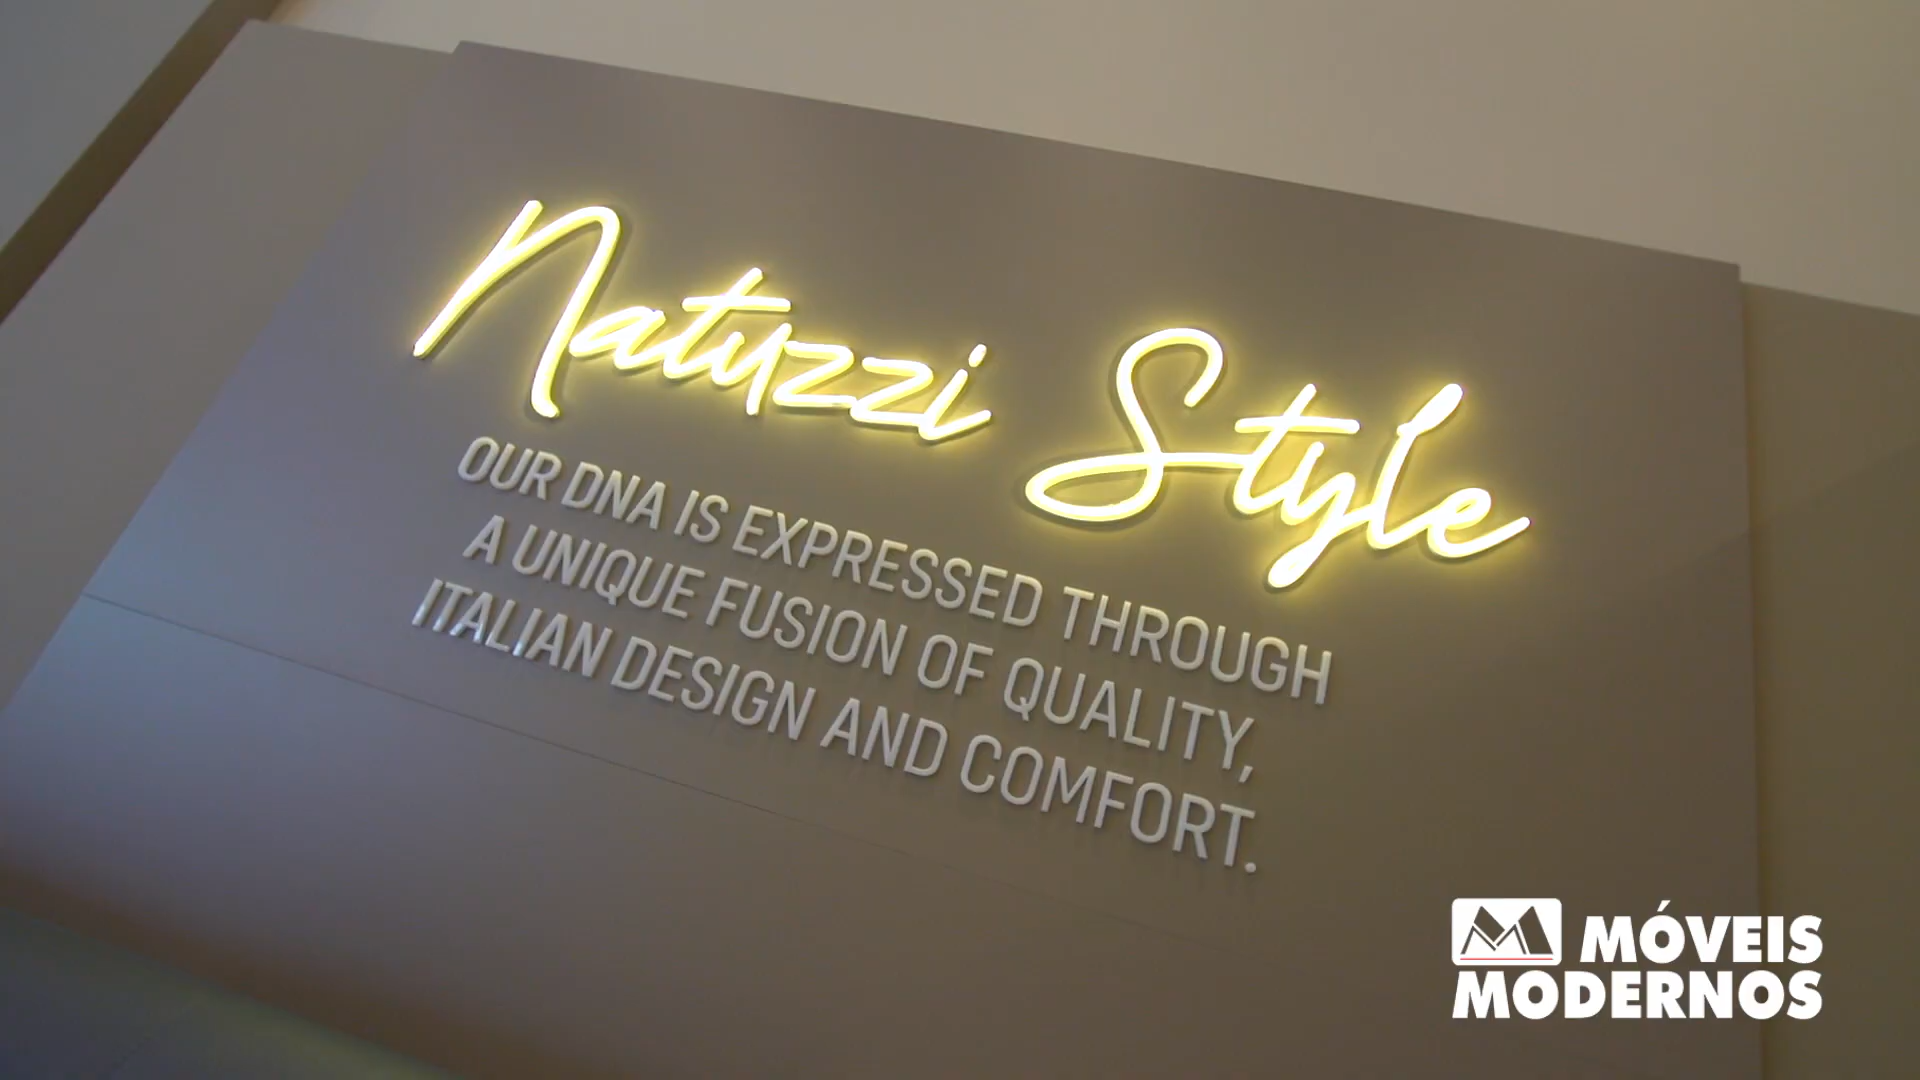 Natuzzi Style
OUR DNA IS EXPRESSED THROUGH
A UNIQUE FUSION OF QUALITY,
ITALIAN DESIGN AND COMFORT.
MÓVEIS
MODERNOS